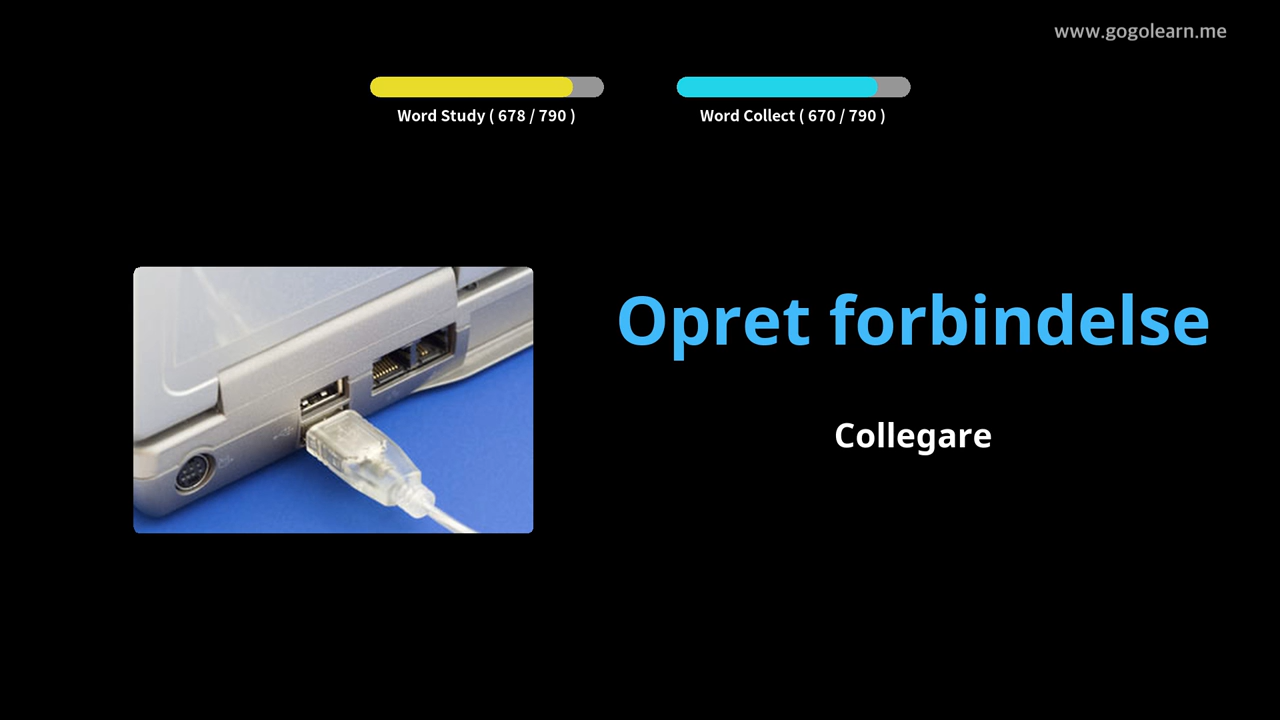 www.gogolearn.me
Word Study ( 678 / 790 )
Word Collect ( 670 / 790 )
Opret forbindelse
Collegare